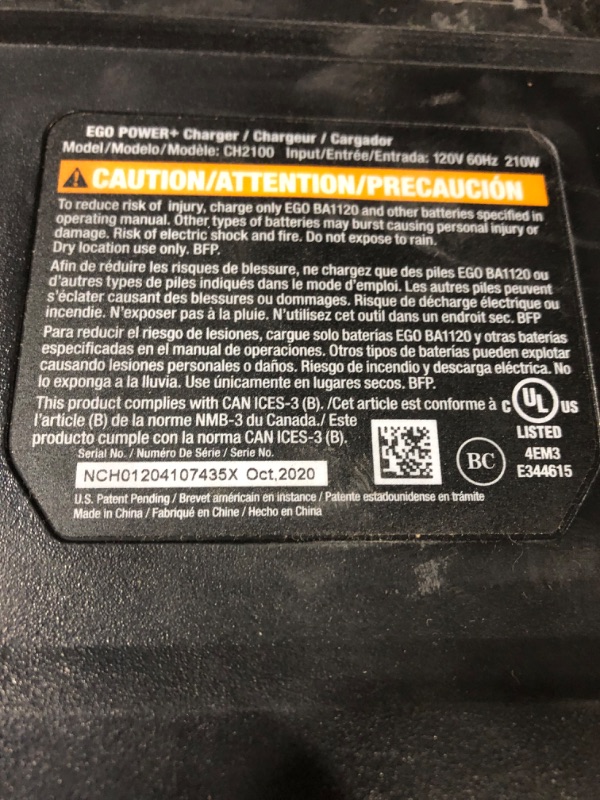 EGO POWER+ Charger / Chargeur / Cargador
Model/Modelo/Modèle: CH2100 Input/Entrée/Entrada: 120V 60Hz 210W
CAUTION/ATTENTION/PRECAUCIÓN
To reduce risk of injury, charge only EGO BA1120 and other batteries specified in
operating manual. Other types of batteries may burst causing personal injury or
damage. Risk of electric shock and fire. Do not expose to rain.
Dry location use only. BFP.
Afin de réduire les risques de blessure, ne chargez que des piles EGO BA1120 ou
d'autres types de piles indiqués dans le mode d'emploi. Les autres piles peuvent
s'éclater causant des blessures ou dommages. Risque de décharge électrique ou
incendie. N'exposer pas à la pluie. N'utilisez cet outil dans un endroit sec. BFP
Para reducir el riesgo de lesiones, cargue solo baterías EGO BA1120 y otras baterías
especificadas en el manual de operaciones. Otros tipos de baterías pueden explotar
causando lesiones personales o daños. Riesgo de incendio y descarga eléctrica. No
lo exponga a la lluvia. Use únicamente en lugares secos. BFP.
This product complies with CAN ICES-3 (B). /Cet article est conforme à
l'article (B) de la norme NMB-3 du Canada./ Este
producto cumple con la norma CAN ICES-3 (B).
C UL US
LISTED
4EM3
E344615
BC
Serial No. / Numéro De Série / Serie No.
NCH01204107435X Oct,2020
U.S. Patent Pending / Brevet américain en instance / Patente estadounidense en trámite
Made in China / Fabriqué en Chine / Hecho en China